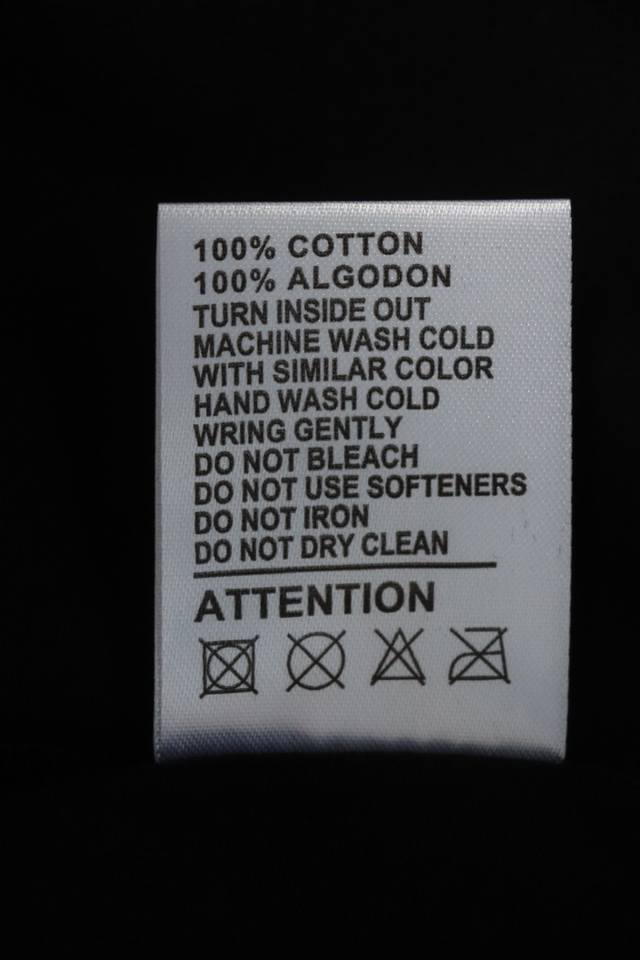 100% COTTON
100% ALGODON
TURN INSIDE OUT
MACHINE WASH COLD
WITH SIMILAR COLOR
HAND WASH COLD
WRING GENTLY
DO NOT BLEACH
DO NOT USE SOFTENERS
DO NOT IRON
DO NOT DRY CLEAN
ATTENTION